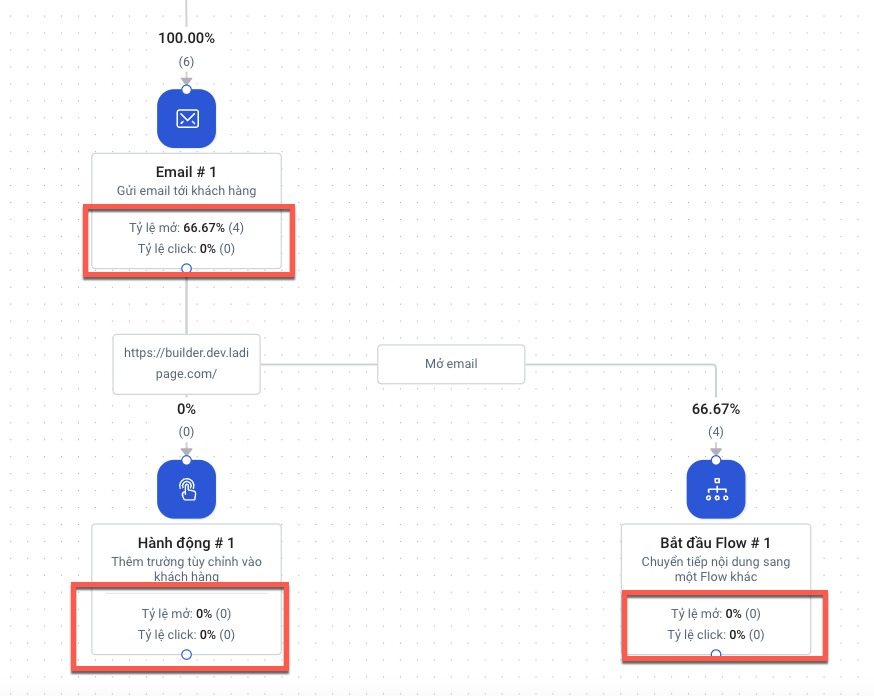 100.00%
(6)
Email # 1
Gửi email tới khách hàng
Tỷ lệ mở: 66.67% (4)
Tỷ lệ click: 0% (0)
https://builder.dev.ladi
page.com/
Mở email
0%
(0)
66.67%
(4)
Hành động # 1
Thêm trường tùy chỉnh vào
khách hàng
Tỷ lệ mở: 0% (0)
Tỷ lệ click: 0% (0)
Bắt đầu Flow # 1
Chuyển tiếp nội dung sang
một Flow khác
Tỷ lệ mở: 0% (0)
Tỷ lệ click: 0% (0)